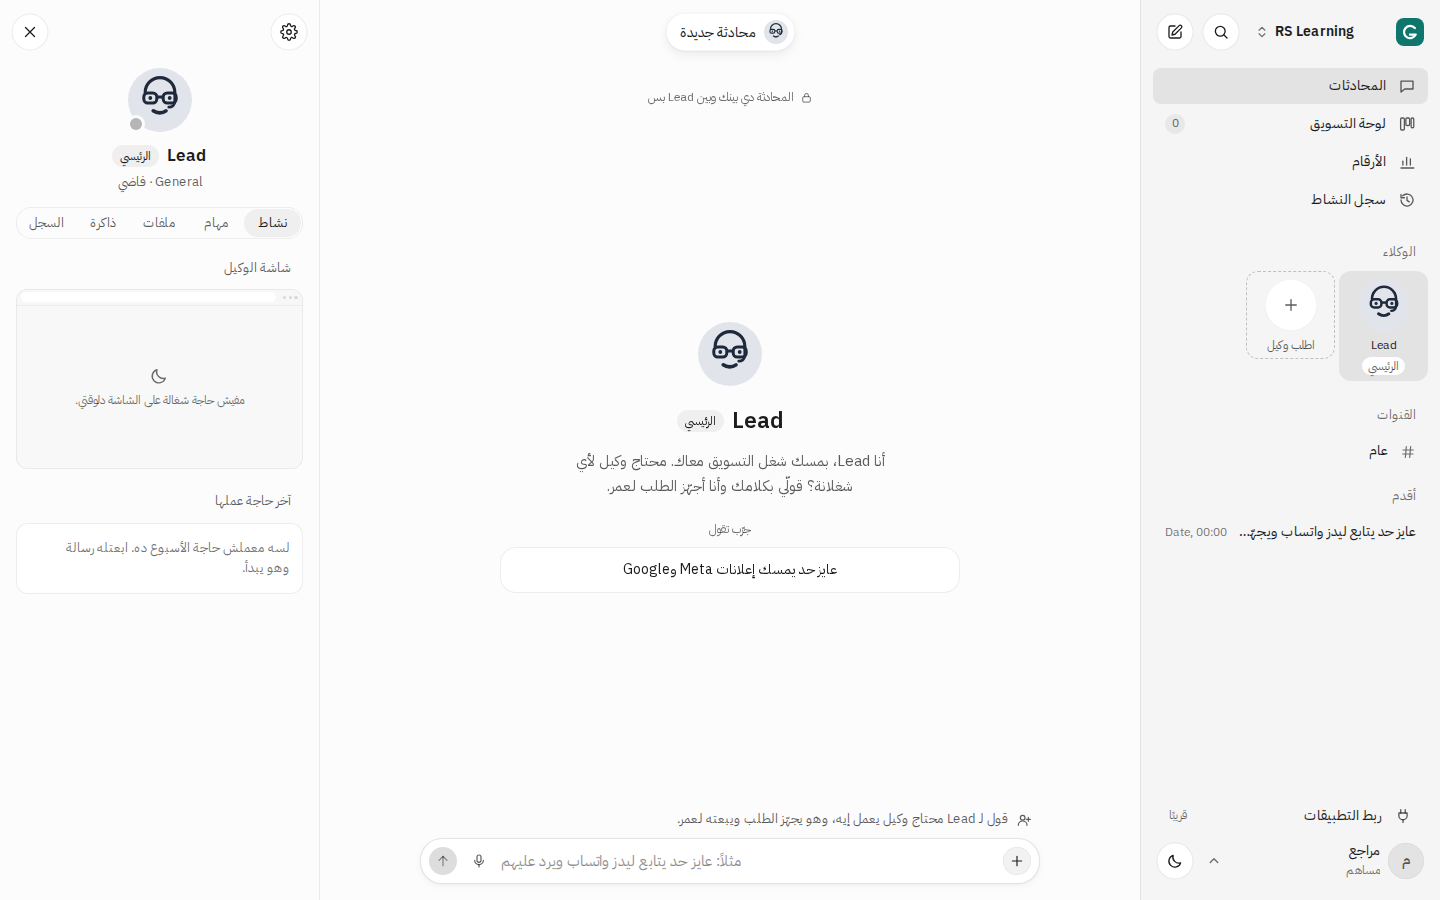 RS Learning
المحادثات
لوحة التسويق
0
الأرقام
سجل النشاط
الوكلاء
Lead
الرئيسي
اطلب وكيل
القنوات
عام
أقدم
عايز حد يتابع ليدز واتساب ويجهّ...
Date, 00:00
ربط التطبيقات
قريبًا
م
مراجع
مساهم
محادثة جديدة
المحادثة دي بينك وبين Lead بس
Lead الرئيسي
أنا Lead، بمسك شغل التسويق معاك. محتاج وكيل لأي
شغلانة؟ قولّي بكلامك وأنا أجهّز الطلب لعمر.
جرّب تقول
عايز حد يمسك إعلانات Meta وGoogle
قول لـ Lead محتاج وكيل يعمل إيه، وهو يجهّز الطلب ويبعته لعمر.
مثلاً: عايز حد يتابع ليدز واتساب ويرد عليهم
Lead الرئيسي
General · فاضي
نشاط
مهام
ملفات
ذاكرة
السجل
شاشة الوكيل
مفيش حاجة شغالة على الشاشة دلوقتي.
آخر حاجة عملها
لسه معملش حاجة الأسبوع ده. ابعتله رسالة
وهو يبدأ.